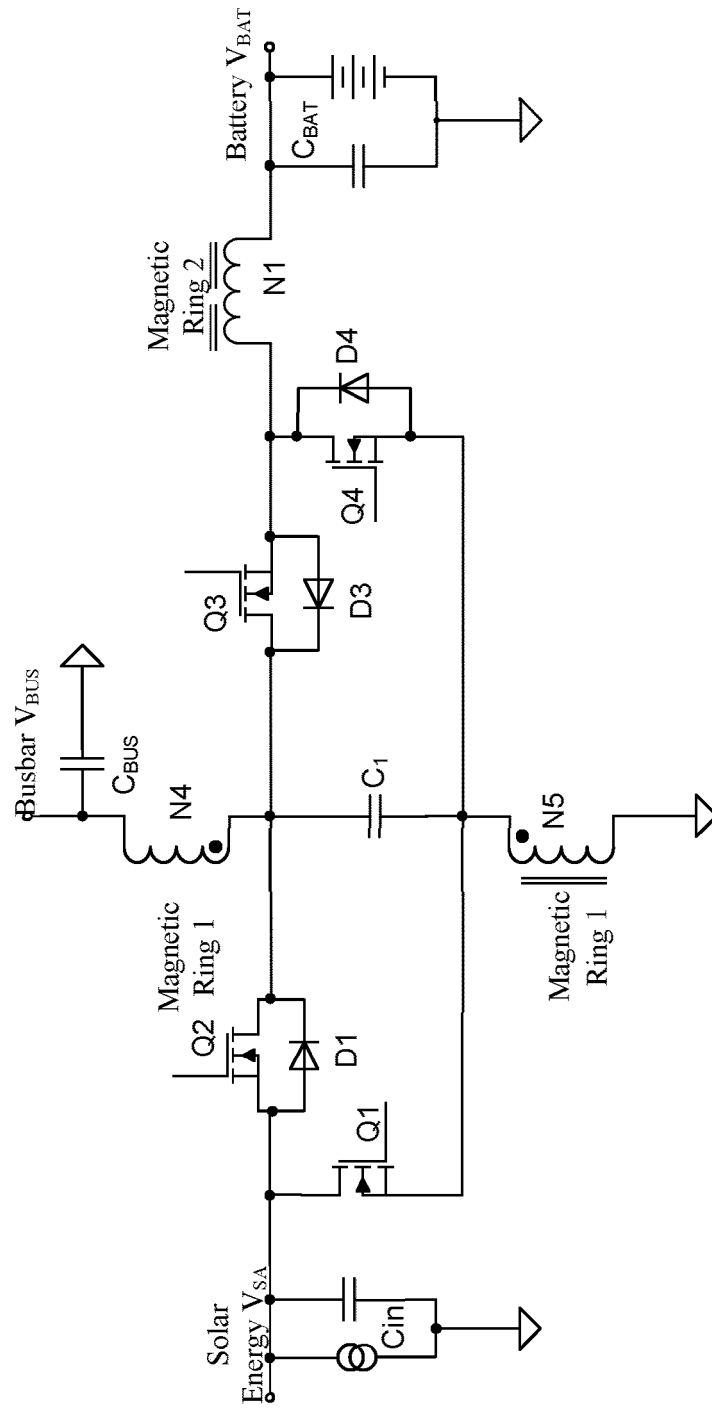 Solar
Energy V_SA
Cin
Q1
Q2
D1
Magnetic
Ring 1
Busbar V_BUS
C_BUS
N4
C_1
N5
Magnetic
Ring 1
Q3
D3
Q4
D4
Magnetic
Ring 2
N1
Battery V_BAT
C_BAT